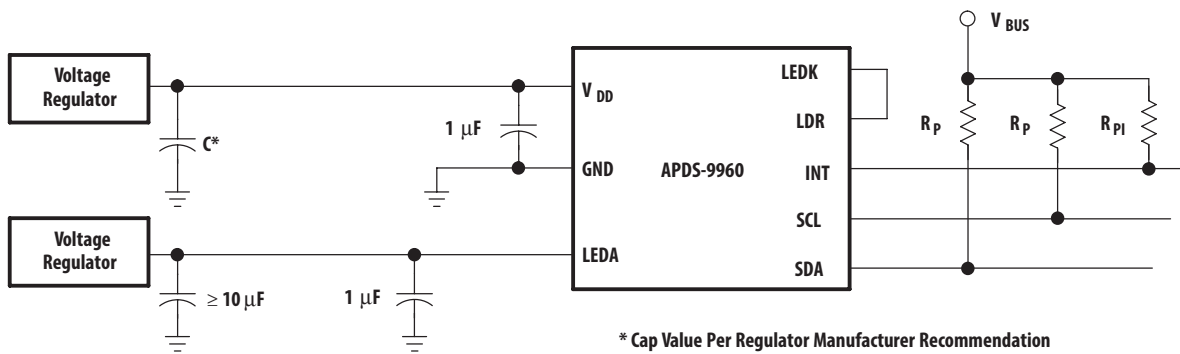 Voltage
Regulator
C*
1 μF
V DD
GND
LEDA
APDS-9960
LEDK
LDR
INT
SCL
SDA
V BUS
R P
R P
R PI
Voltage
Regulator
≥ 10 μF
1 μF
* Cap Value Per Regulator Manufacturer Recommendation